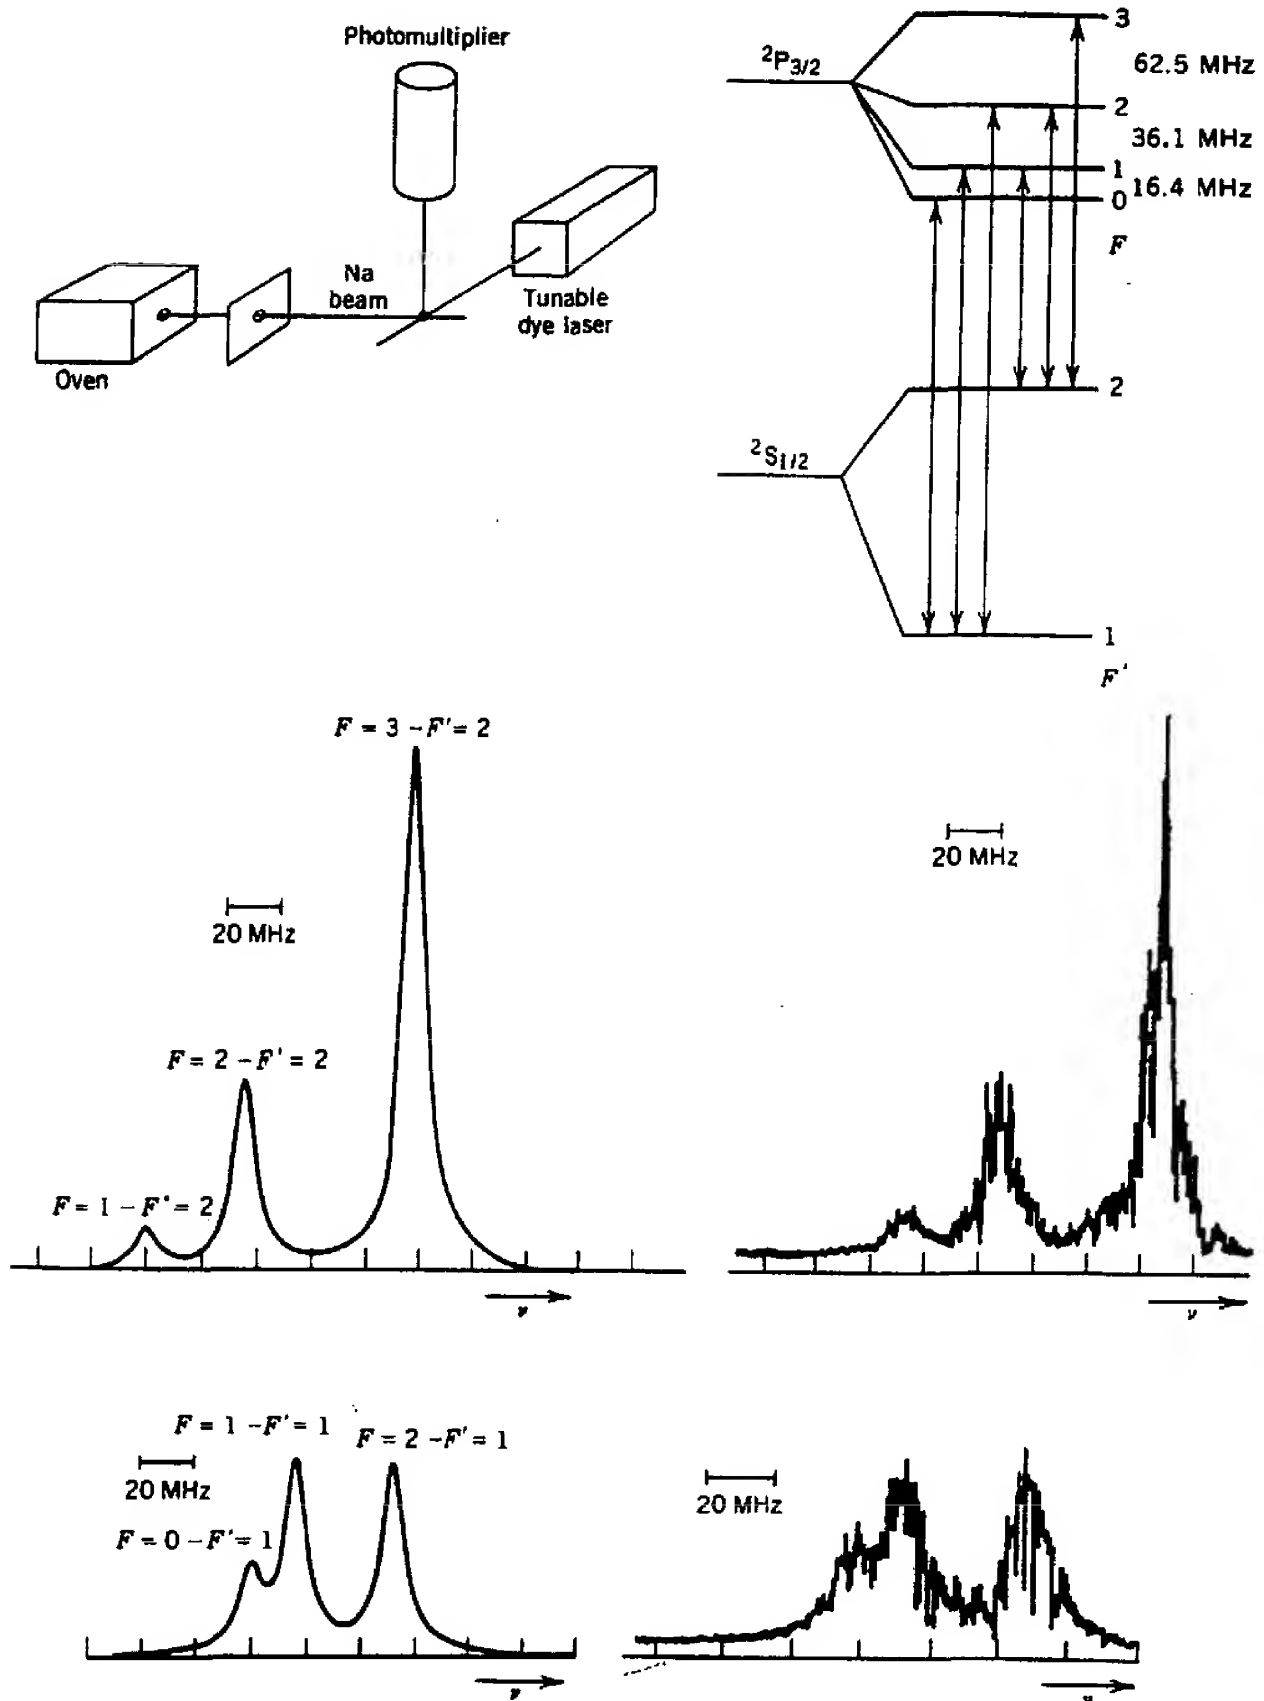 Photomultiplier
Na
beam
Tunable
dye laser
Oven
²P₃/₂
3
62.5 MHz
2
36.1 MHz
1
16.4 MHz
0
F
²S₁/₂
2
1
F'
F = 3 – F' = 2
20 MHz
F = 2 – F' = 2
F = 1 – F' = 2
ν
20 MHz
ν
F = 1 – F' = 1
F = 2 – F' = 1
20 MHz
F = 0 – F' = 1
ν
20 MHz
ν